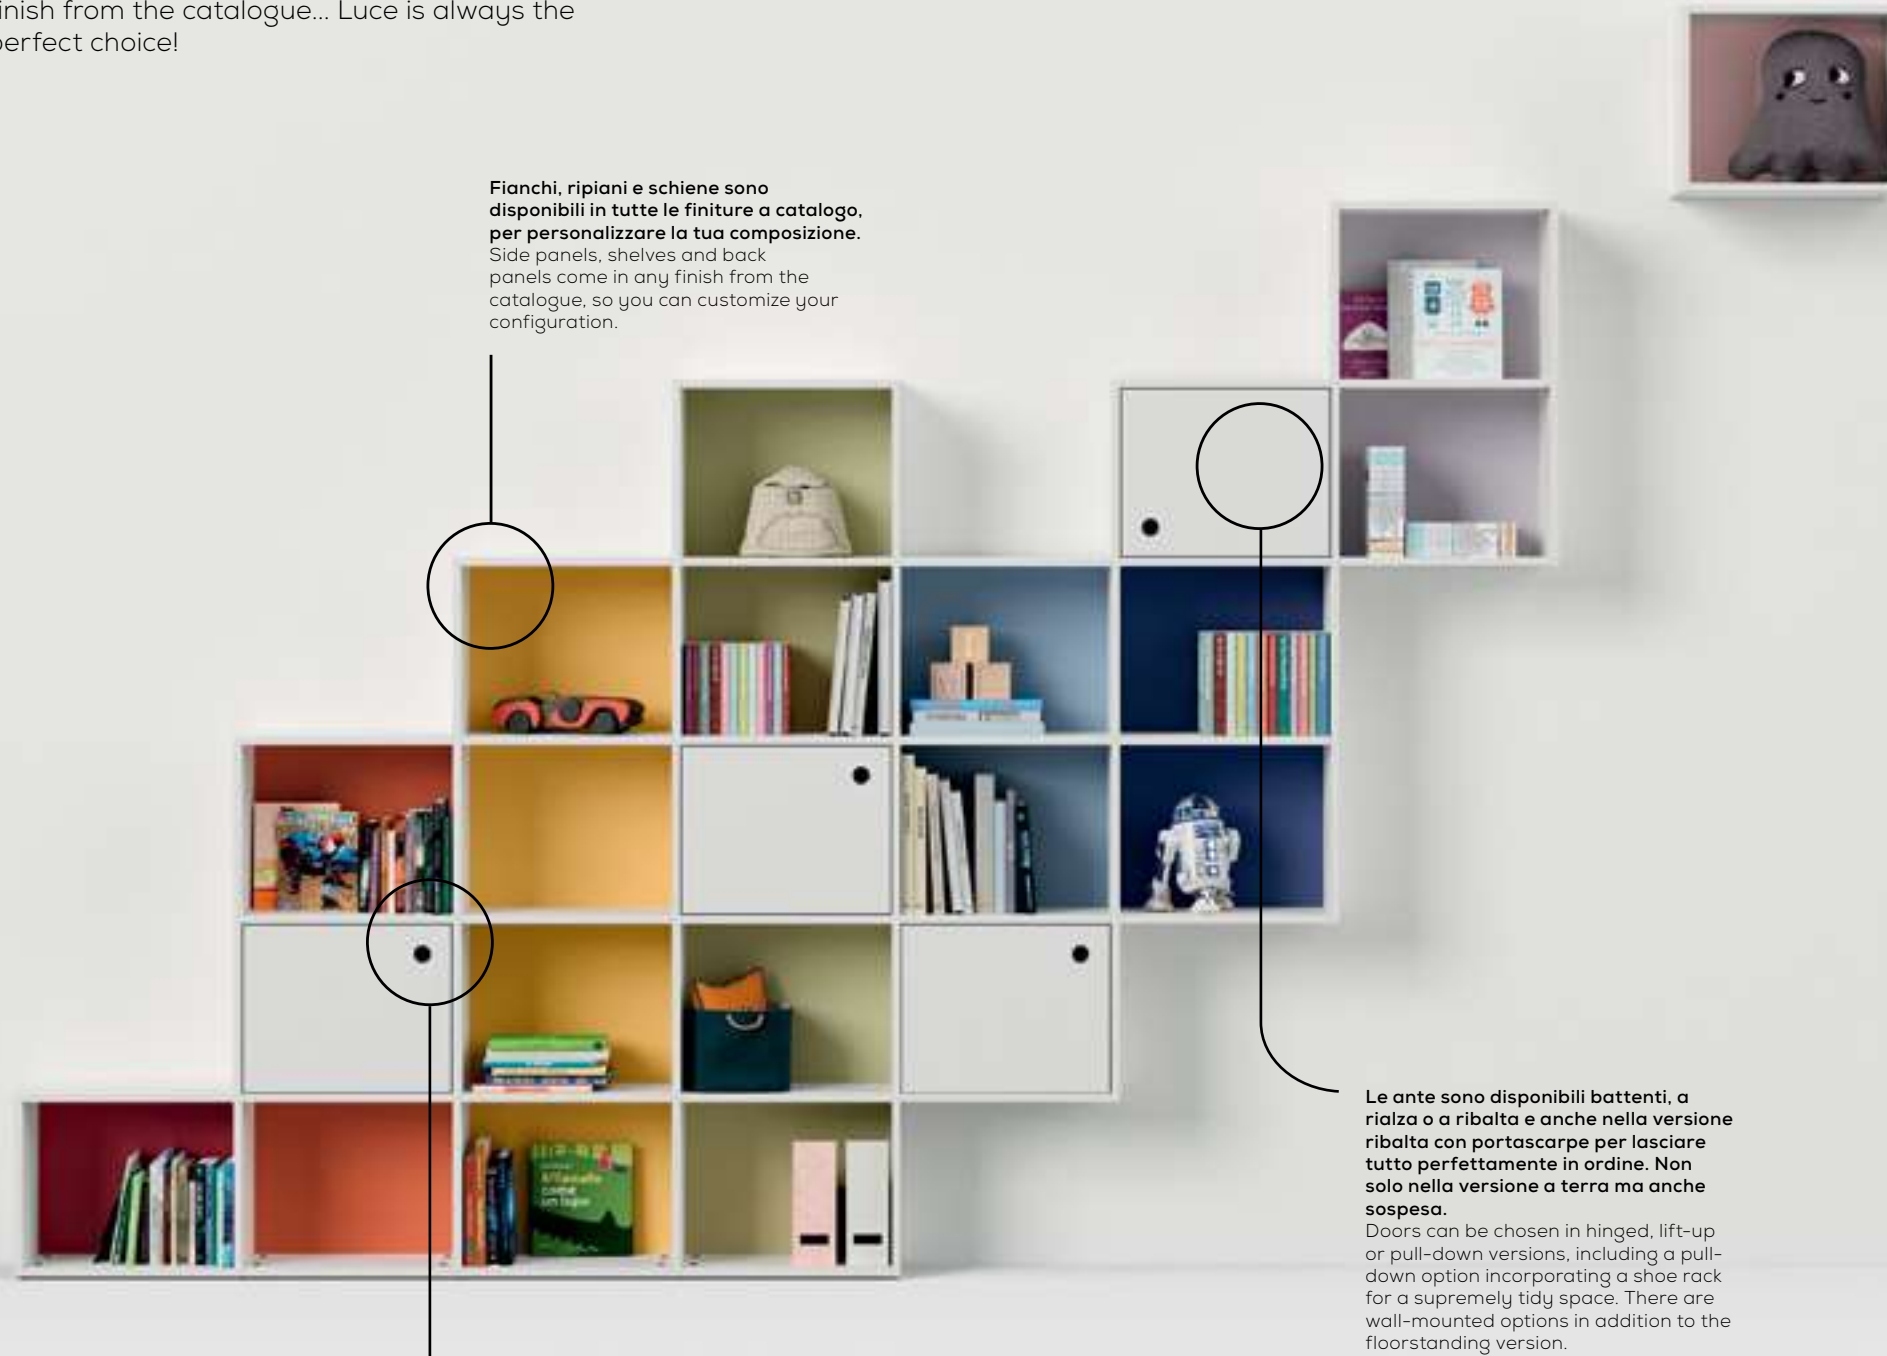 finish from the catalogue... Luce is always the
perfect choice!
Fianchi, ripiani e schiene sono
disponibili in tutte le finiture a catalogo,
per personalizzare la tua composizione.
Side panels, shelves and back
panels come in any finish from the
catalogue, so you can customize your
configuration.
come
un lupo
Le ante sono disponibili battenti, a
rialza o a ribalta e anche nella versione
ribalta con portascarpe per lasciare
tutto perfettamente in ordine. Non
solo nella versione a terra ma anche
sospesa.
Doors can be chosen in hinged, lift-up
or pull-down versions, including a pull-
down option incorporating a shoe rack
for a supremely tidy space. There are
wall-mounted options in addition to the
floorstanding version.